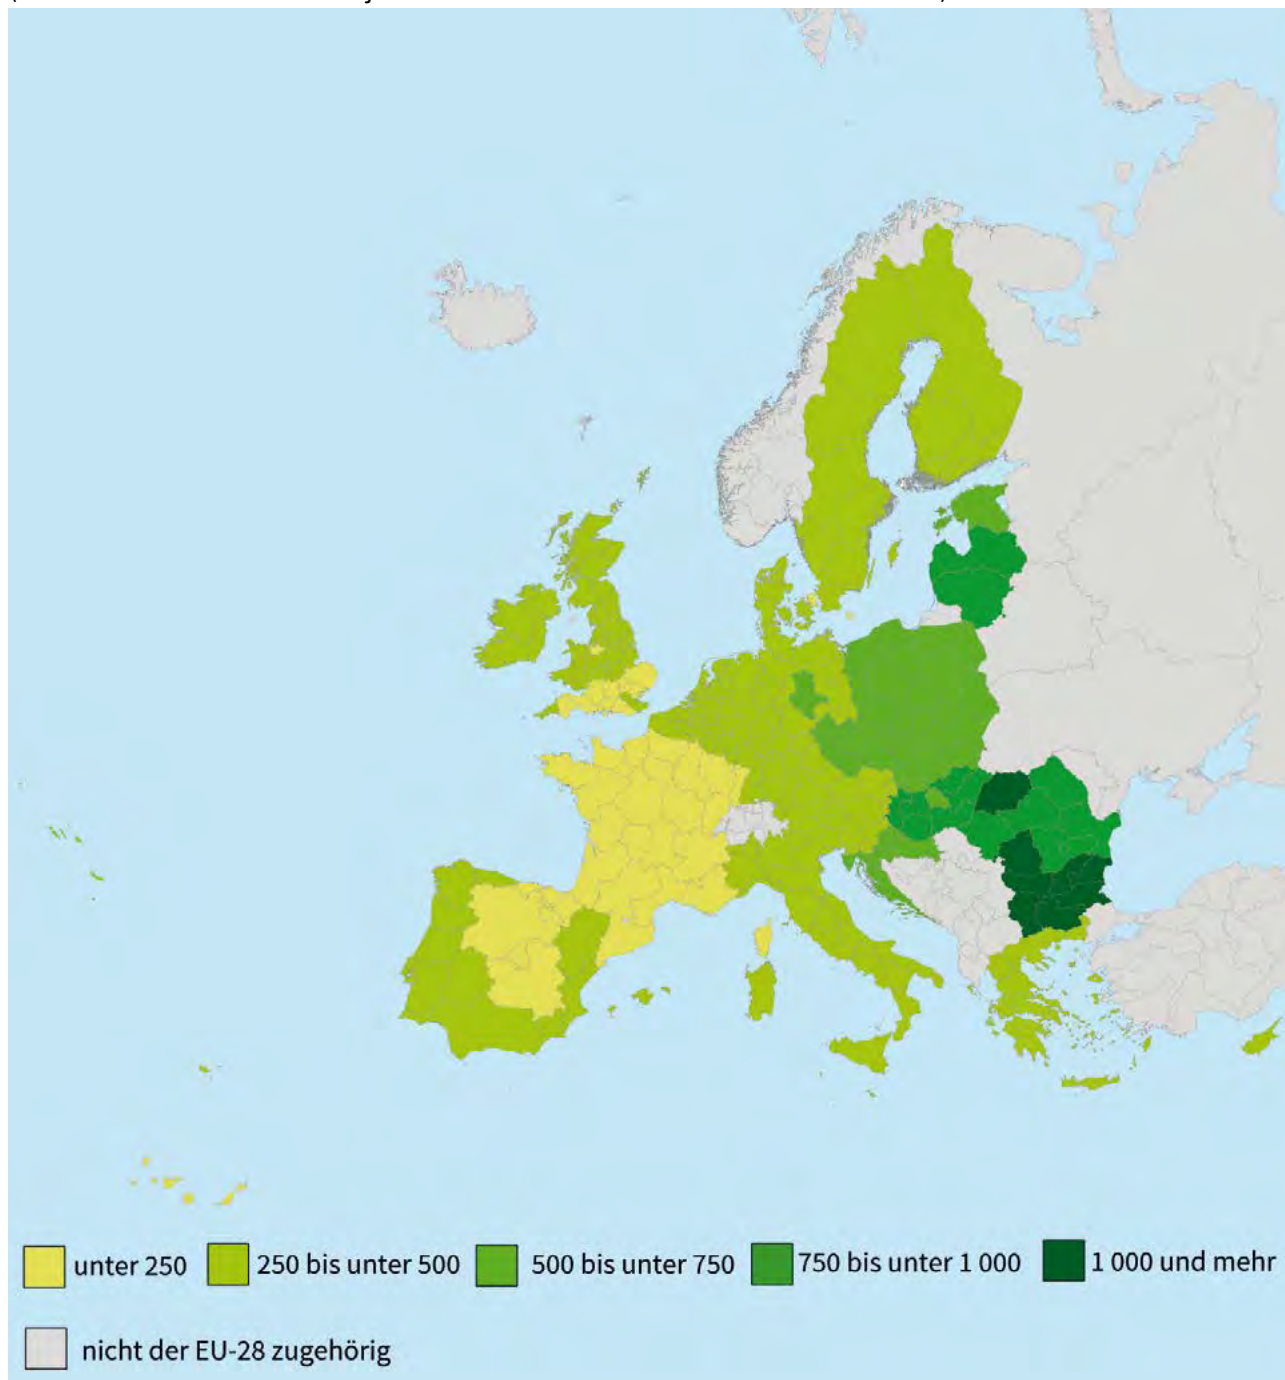 unter 250
250 bis unter 500
500 bis unter 750
750 bis unter 1 000
1 000 und mehr
nicht der EU-28 zugehörig